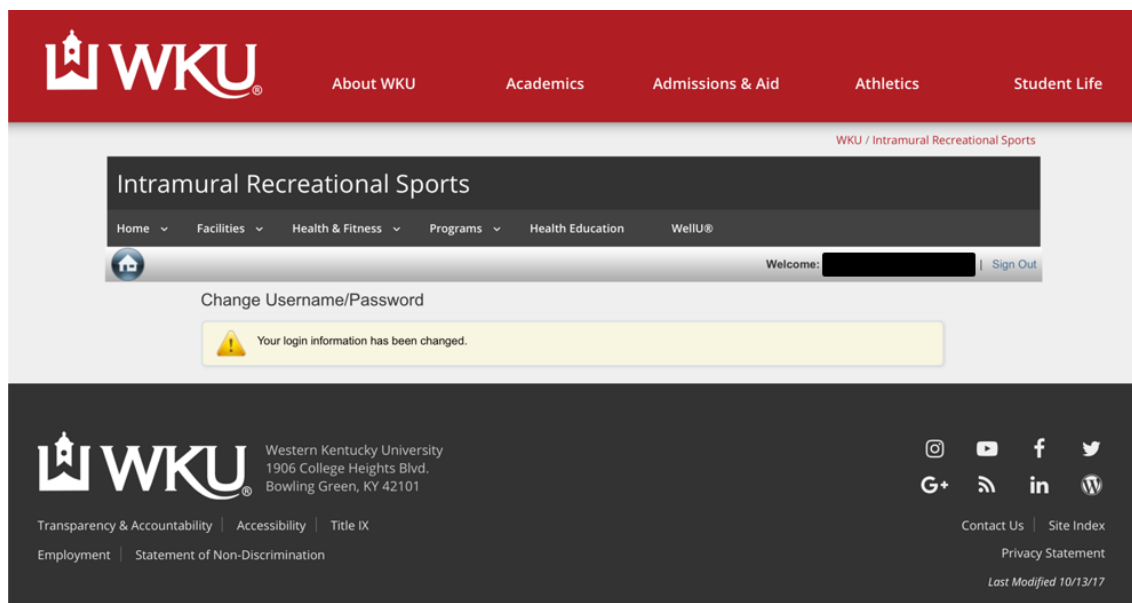 WKU®
About WKU Academics Admissions & Aid Athletics Student Life
WKU / Intramural Recreational Sports
Intramural Recreational Sports
Home Facilities Health & Fitness Programs Health Education WellU®
Welcome: | Sign Out
Change Username/Password
Your login information has been changed.
WKU®
Western Kentucky University
1906 College Heights Blvd.
Bowling Green, KY 42101
Transparency & Accountability | Accessibility | Title IX
Employment | Statement of Non-Discrimination
G+ in
Contact Us | Site Index
Privacy Statement
Last Modified 10/13/17